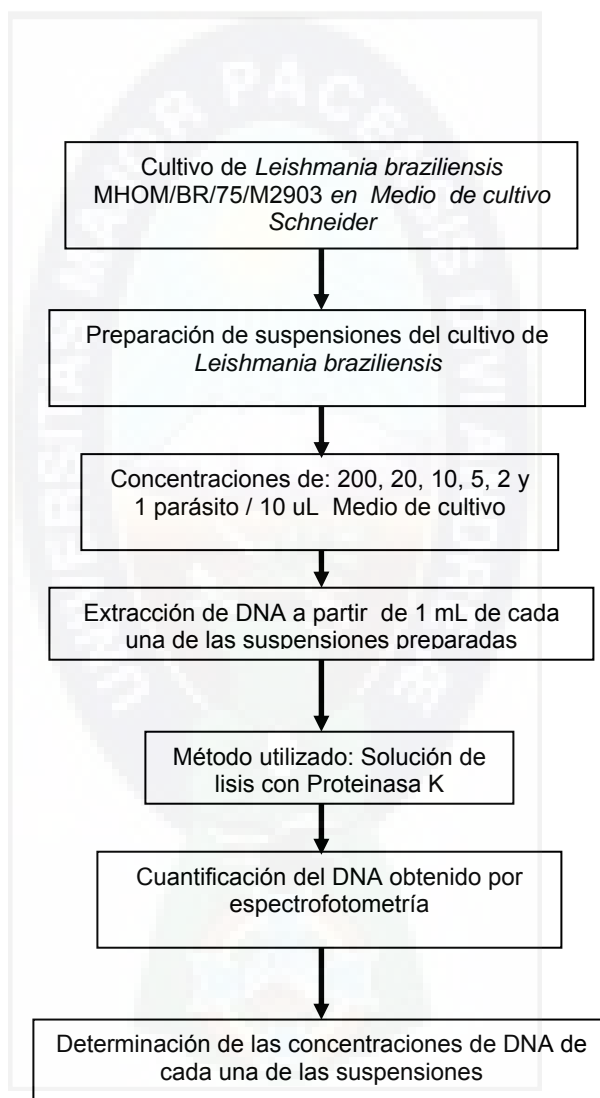 Cultivo de Leishmania braziliensis
MHOM/BR/75/M2903 en Medio de cultivo
Schneider
Preparación de suspensiones del cultivo de
Leishmania braziliensis
Concentraciones de: 200, 20, 10, 5, 2 y
1 parásito / 10 uL Medio de cultivo
Extracción de DNA a partir de 1 mL de cada
una de las suspensiones preparadas
Método utilizado: Solución de
lisis con Proteinasa K
Cuantificación del DNA obtenido por
espectrofotometría
Determinación de las concentraciones de DNA de
cada una de las suspensiones